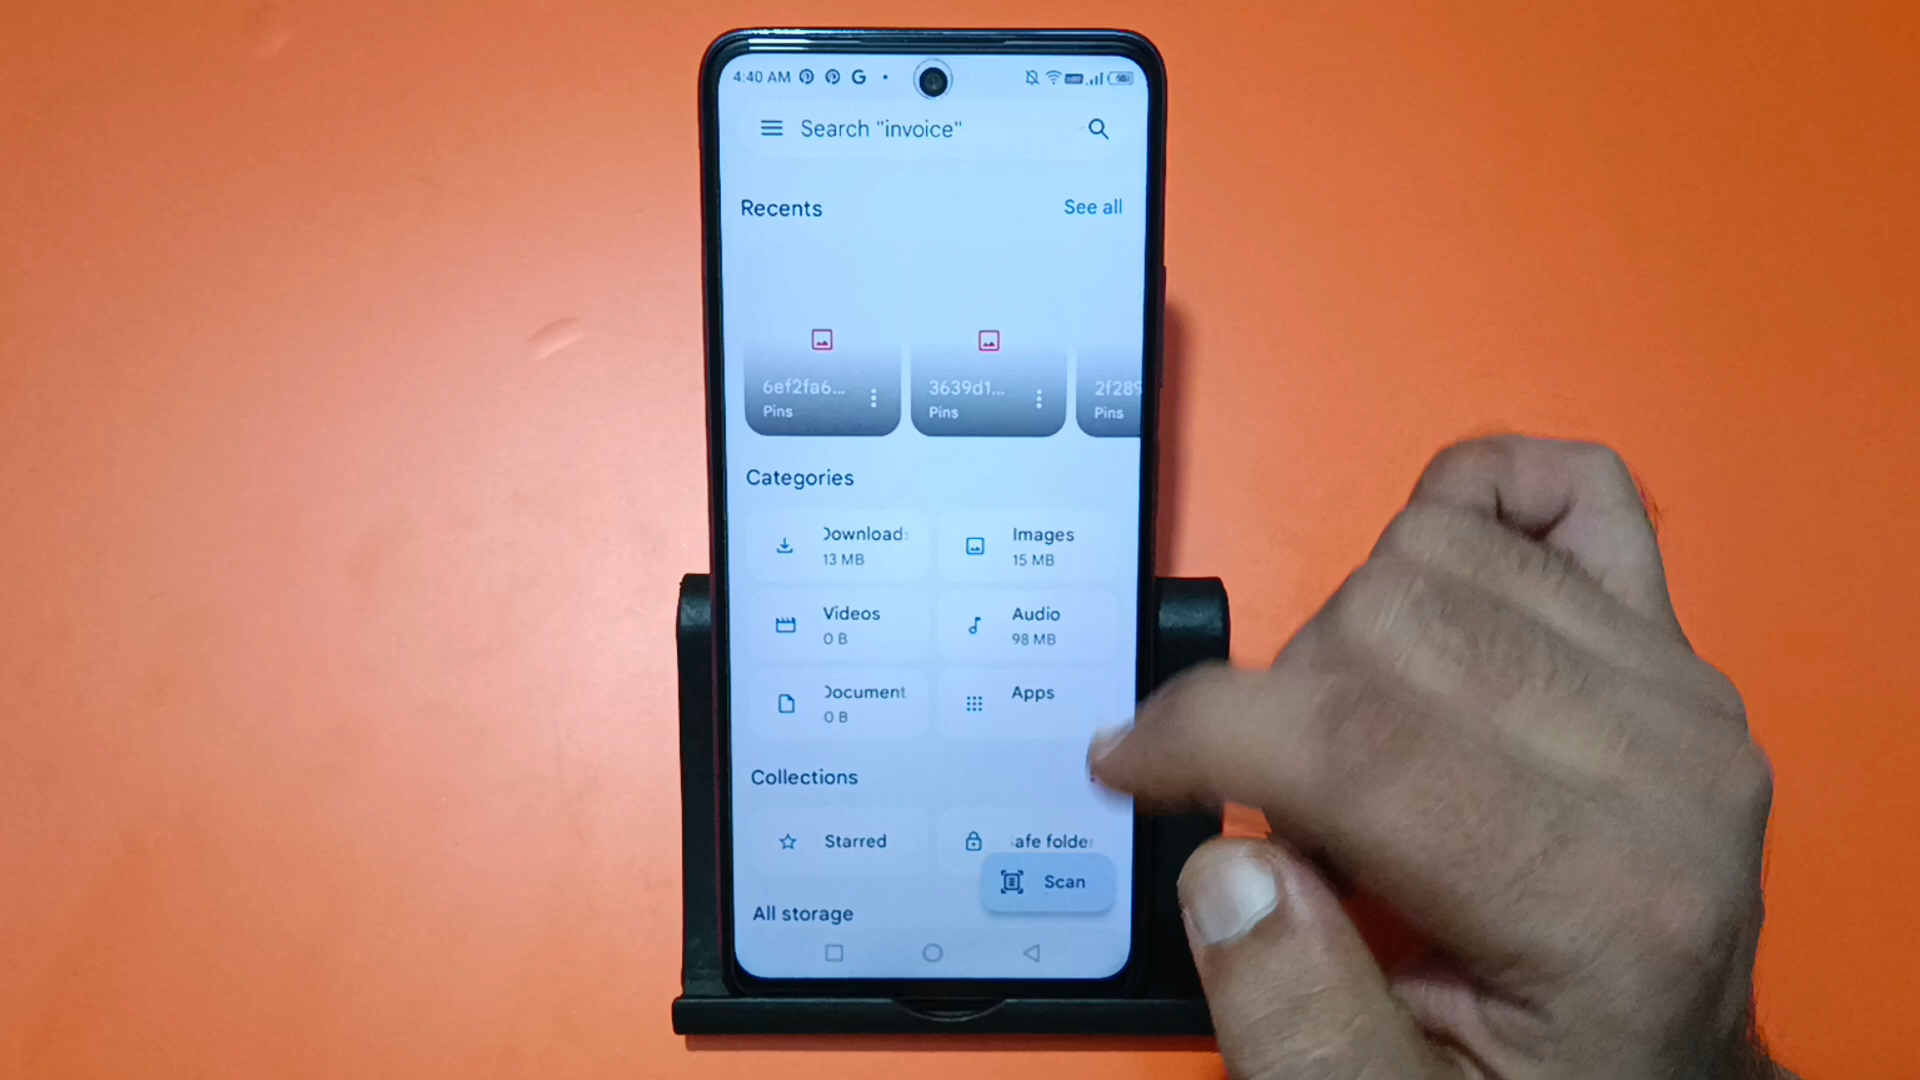 4:40 AM
Search "invoice"
Recents
See all
6ef2fa6...
Pins
3639d1...
Pins
2f289
Pins
Categories
Download
13 MB
Images
15 MB
Videos
0 B
Audio
98 MB
Document
0 B
Apps
Collections
Starred
afe folder
Scan
All storage